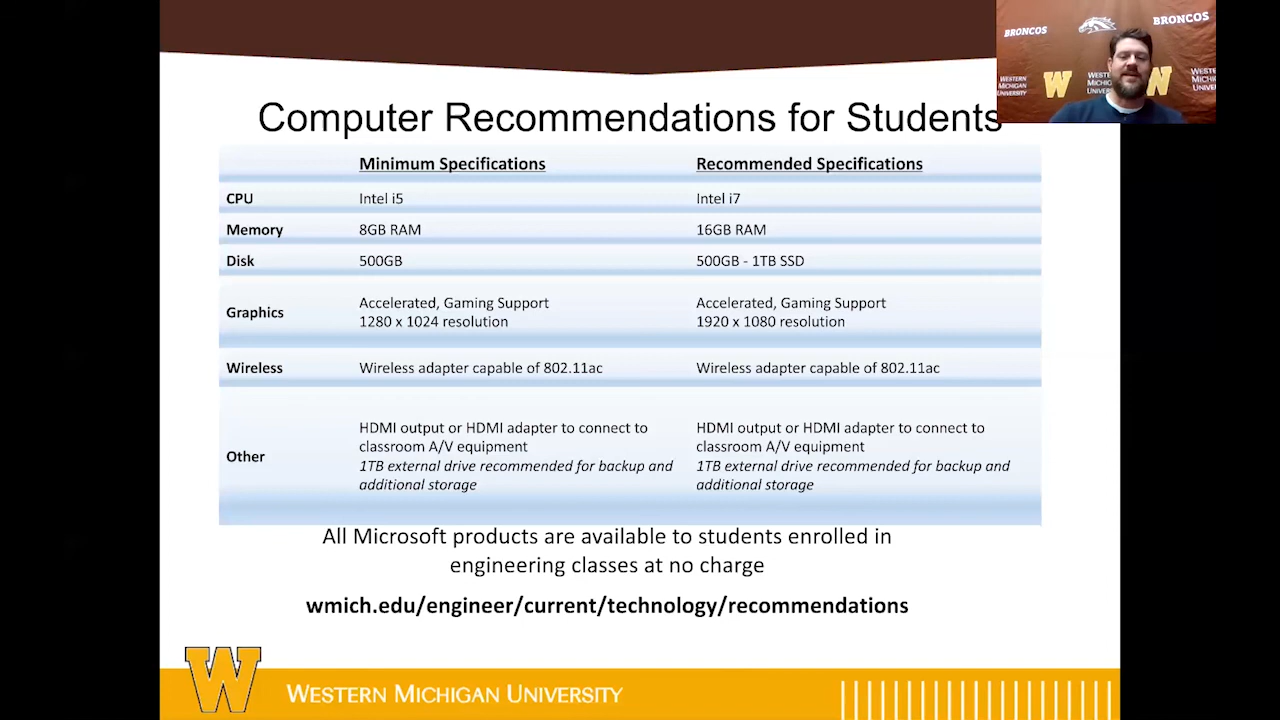 BRONCOS
BRONCOS
WESTERN
MICHIGAN
UNIVERSITY
W
Computer Recommendations for Students
Minimum Specifications Recommended Specifications
CPU Intel i5 Intel i7
Memory 8GB RAM 16GB RAM
Disk 500GB 500GB - 1TB SSD
Graphics Accelerated, Gaming Support Accelerated, Gaming Support
1280 x 1024 resolution 1920 x 1080 resolution
Wireless Wireless adapter capable of 802.11ac Wireless adapter capable of 802.11ac
Other HDMI output or HDMI adapter to connect to HDMI output or HDMI adapter to connect to
classroom A/V equipment classroom A/V equipment
1TB external drive recommended for backup and 1TB external drive recommended for backup and
additional storage additional storage
All Microsoft products are available to students enrolled in
engineering classes at no charge
wmich.edu/engineer/current/technology/recommendations
W WESTERN MICHIGAN UNIVERSITY